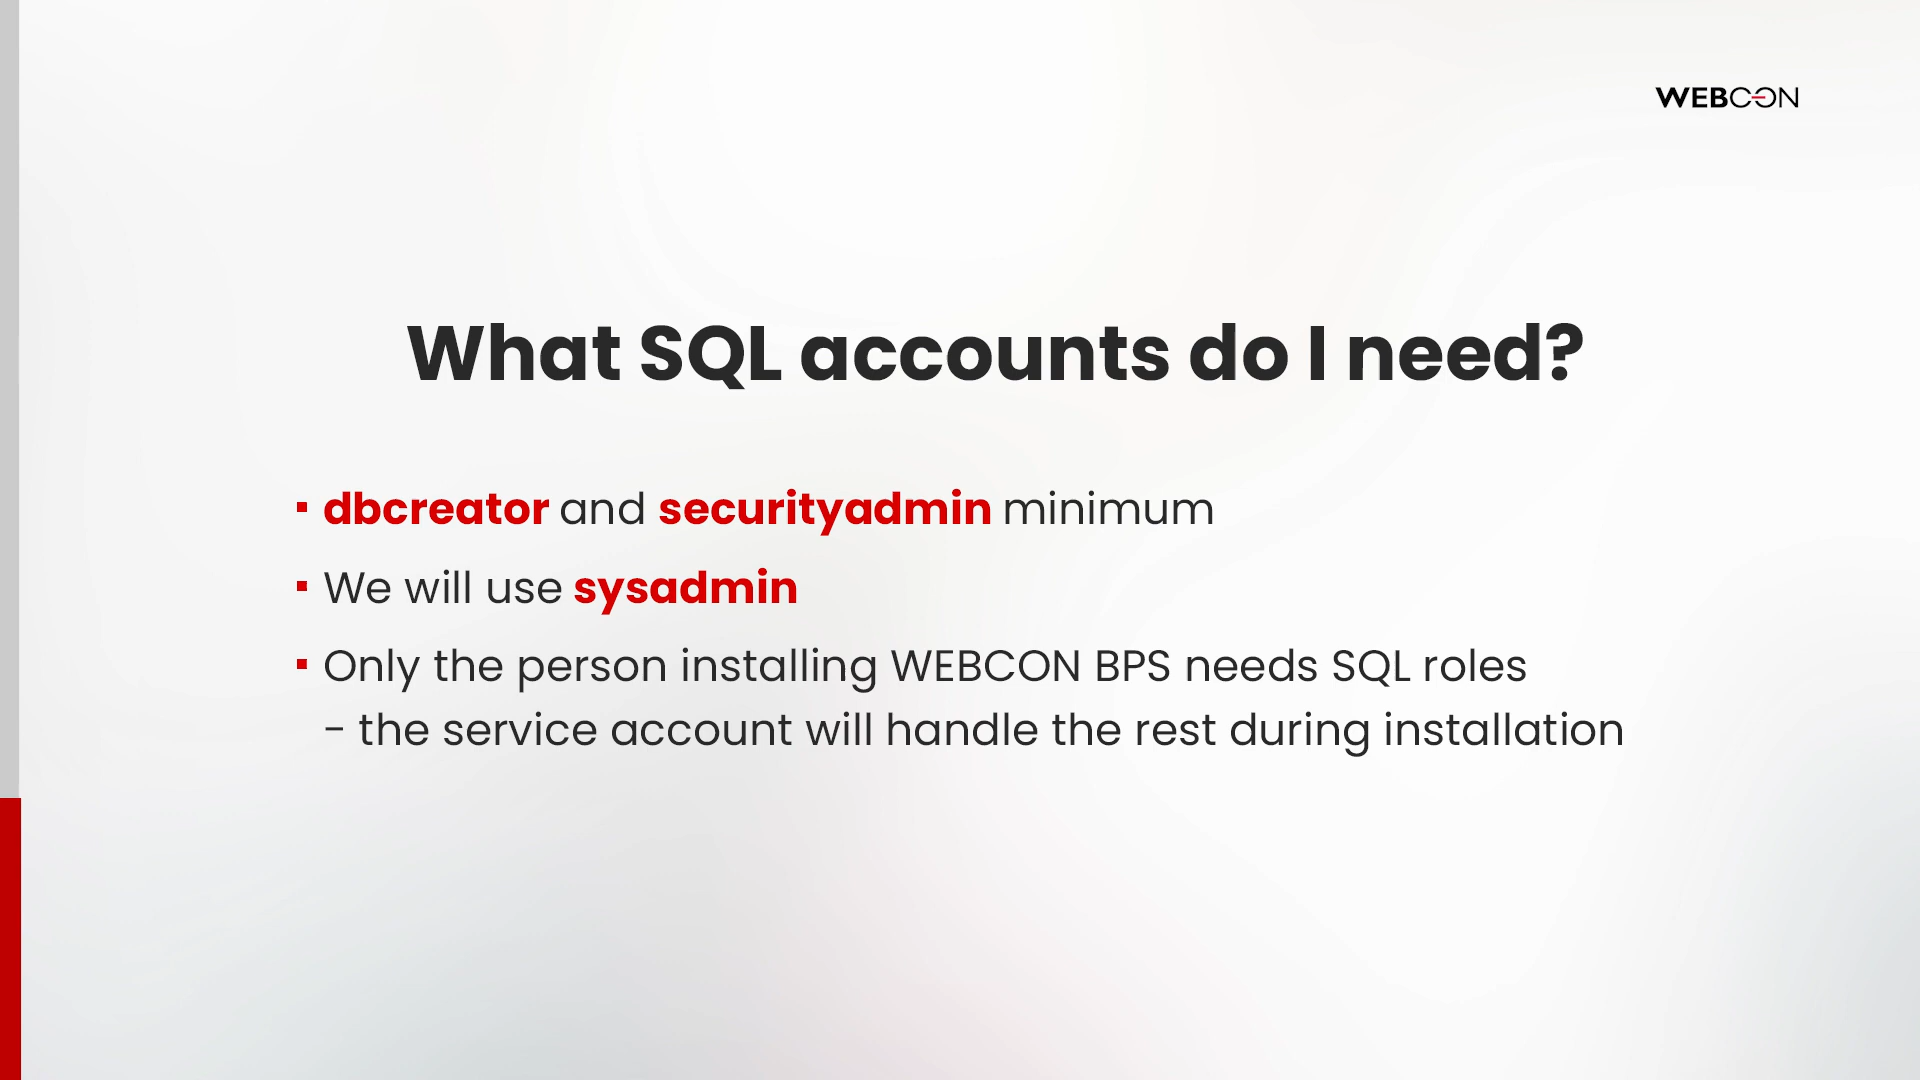 WEBCON
What SQL accounts do I need?
▪ dbcreator and securityadmin minimum
▪ We will use sysadmin
▪ Only the person installing WEBCON BPS needs SQL roles
– the service account will handle the rest during installation